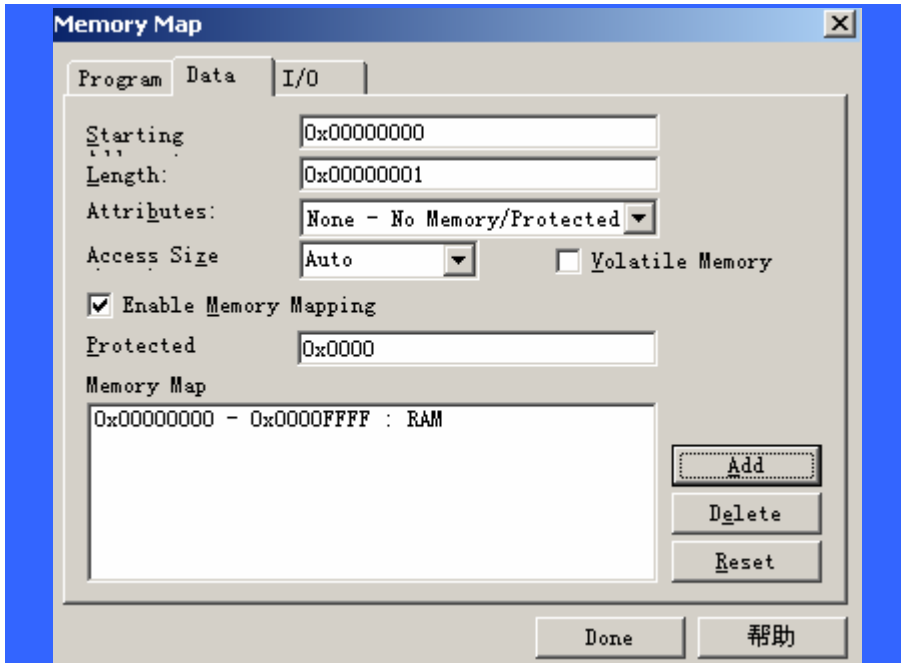 Memory Map
Program Data I/O
Starting 0x00000000
Length: 0x00000001
Attributes: None - No Memory/Protected
Access Size Auto Volatile Memory
Enable Memory Mapping
Protected 0x0000
Memory Map
0x00000000 - 0x0000FFFF : RAM
Add
Delete
Reset
Done 帮助